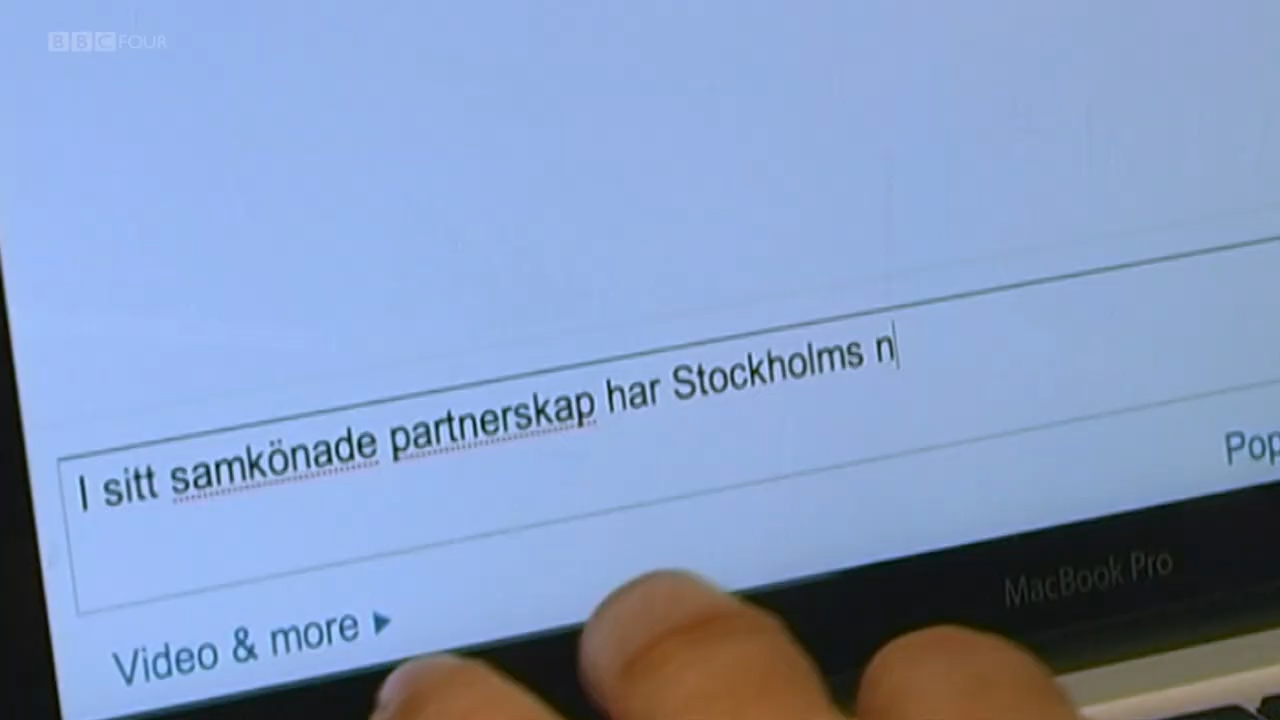 BBC FOUR
I sitt samkönade partnerskap har Stockholms n
Pop
Video & more ▸
MacBook Pro